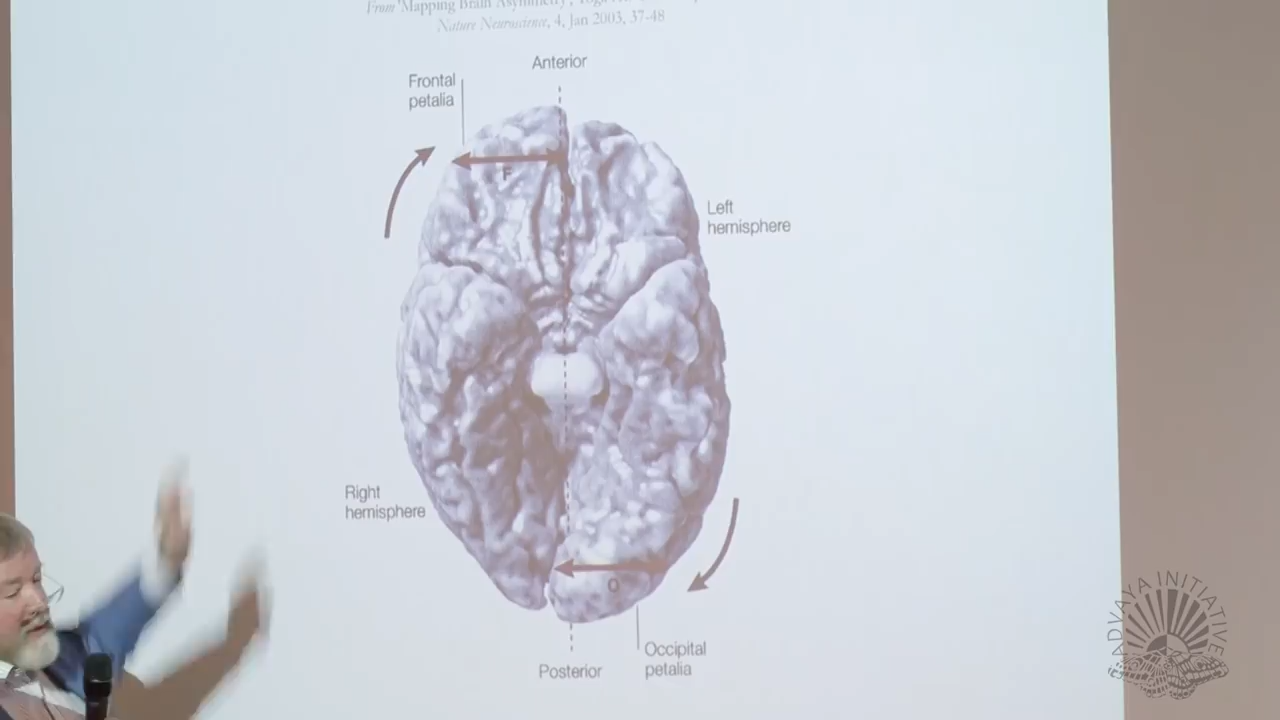 From 'Mapping Brain Asymmetry',
Nature Neuroscience, 4, Jan 2003, 37-48
Anterior
Frontal
petalia
F
Left
hemisphere
Right
hemisphere
O
Occipital
petalia
Posterior
ADVAYA INITIATIVE